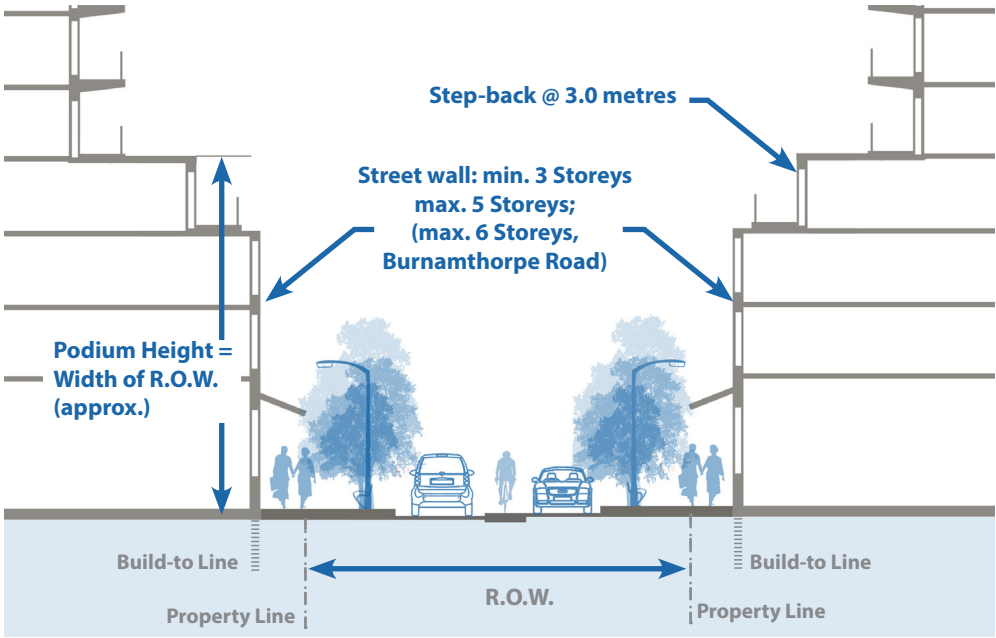 Step-back @ 3.0 metres
Street wall: min. 3 Storeys
max. 5 Storeys;
(max. 6 Storeys,
Burnamthorpe Road)
Podium Height =
Width of R.O.W.
(approx.)
Build-to Line
Build-to Line
R.O.W.
Property Line
Property Line